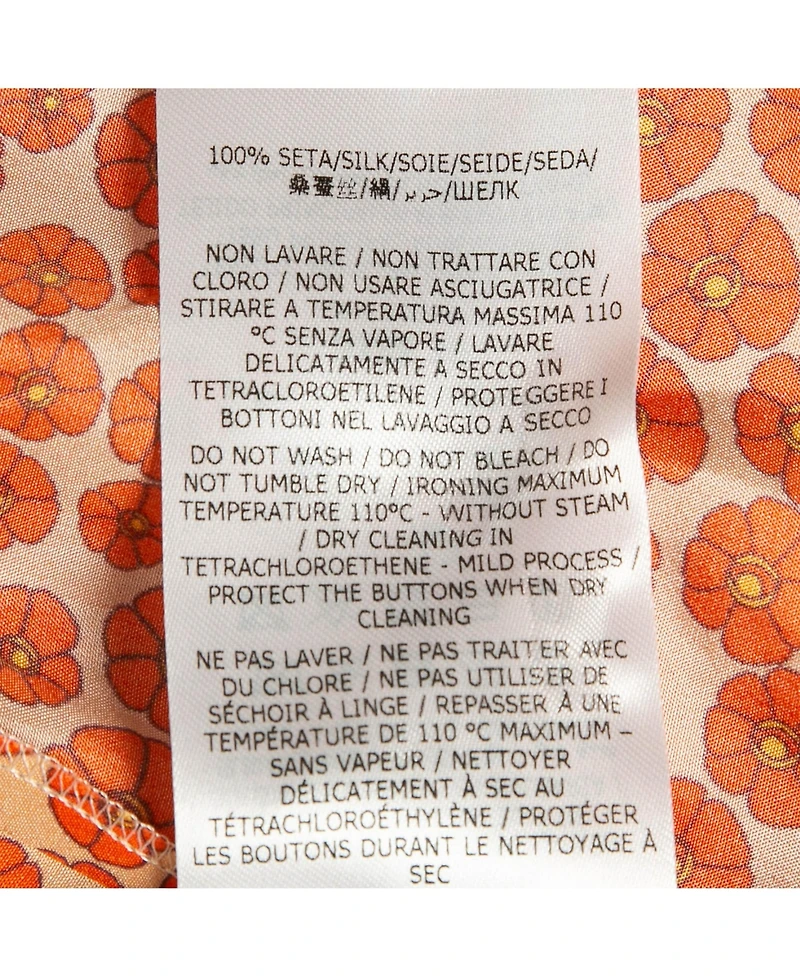 100% SETA/SILK/SOIE/SEIDE/SEDA/
桑蚕丝/絹/حرير/ШЕЛК
NON LAVARE / NON TRATTARE CON
CLORO / NON USARE ASCIUGATRICE /
STIRARE A TEMPERATURA MASSIMA 110
°C SENZA VAPORE / LAVARE
DELICATAMENTE A SECCO IN
TETRACLOROETILENE / PROTEGGERE I
BOTTONI NEL LAVAGGIO A SECCO
DO NOT WASH / DO NOT BLEACH / DO
NOT TUMBLE DRY / IRONING MAXIMUM
TEMPERATURE 110°C - WITHOUT STEAM
/ DRY CLEANING IN
TETRACHLOROETHENE - MILD PROCESS /
PROTECT THE BUTTONS WHEN DRY
CLEANING
NE PAS LAVER / NE PAS TRAITER AVEC
DU CHLORE / NE PAS UTILISER DE
SÉCHOIR À LINGE / REPASSER À UNE
TEMPÉRATURE DE 110 °C MAXIMUM –
SANS VAPEUR / NETTOYER
DÉLICATEMENT À SEC AU
TÉTRACHLOROÉTHYLÈNE / PROTÉGER
LES BOUTONS DURANT LE NETTOYAGE À
SEC